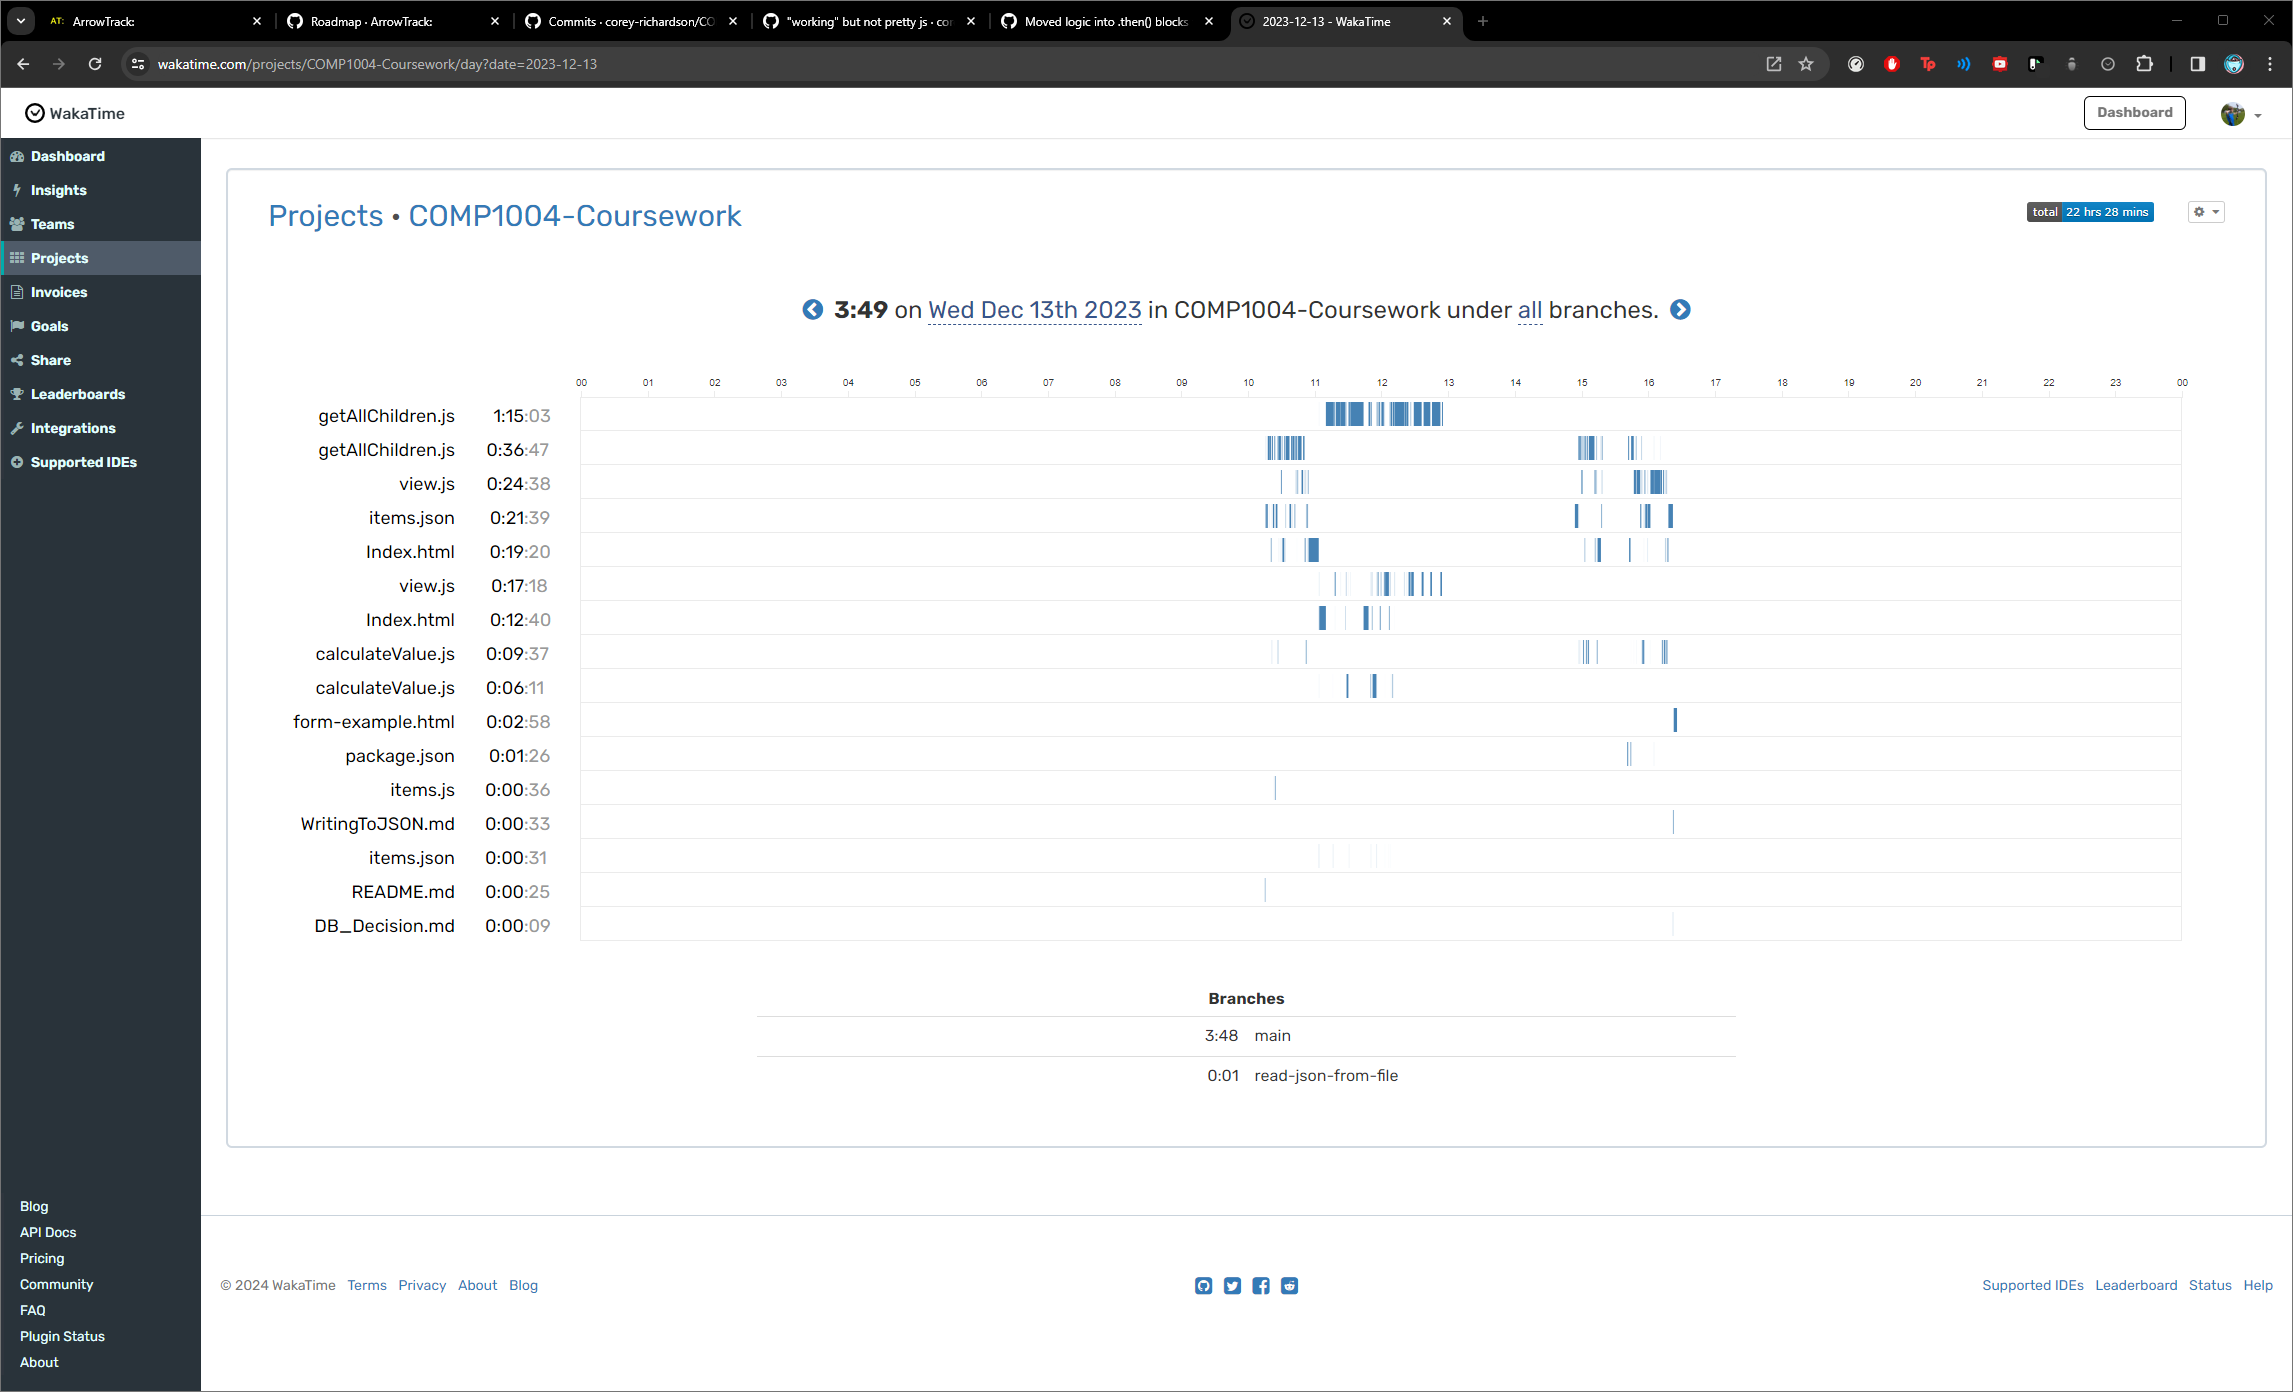 AT: ArrowTrack:
Roadmap · ArrowTrack:
Commits · corey-richardson/CO
"working" but not pretty js · cor
Moved logic into .then() blocks
2023-12-13 - WakaTime
wakatime.com/projects/COMP1004-Coursework/day?date=2023-12-13
WakaTime
Dashboard
Dashboard
Insights
Teams
Projects
Invoices
Goals
Share
Leaderboards
Integrations
Supported IDEs
Projects • COMP1004-Coursework
total 22 hrs 28 mins
3:49 on Wed Dec 13th 2023 in COMP1004-Coursework under all branches.
00 01 02 03 04 05 06 07 08 09 10 11 12 13 14 15 16 17 18 19 20 21 22 23 00
getAllChildren.js 1:15:03
getAllChildren.js 0:36:47
view.js 0:24:38
items.json 0:21:39
Index.html 0:19:20
view.js 0:17:18
Index.html 0:12:40
calculateValue.js 0:09:37
calculateValue.js 0:06:11
form-example.html 0:02:58
package.json 0:01:26
items.js 0:00:36
WritingToJSON.md 0:00:33
items.json 0:00:31
README.md 0:00:25
DB_Decision.md 0:00:09
Branches
3:48 main
0:01 read-json-from-file
Blog
API Docs
Pricing
Community
FAQ
Plugin Status
About
© 2024 WakaTime Terms Privacy About Blog
Supported IDEs Leaderboard Status Help